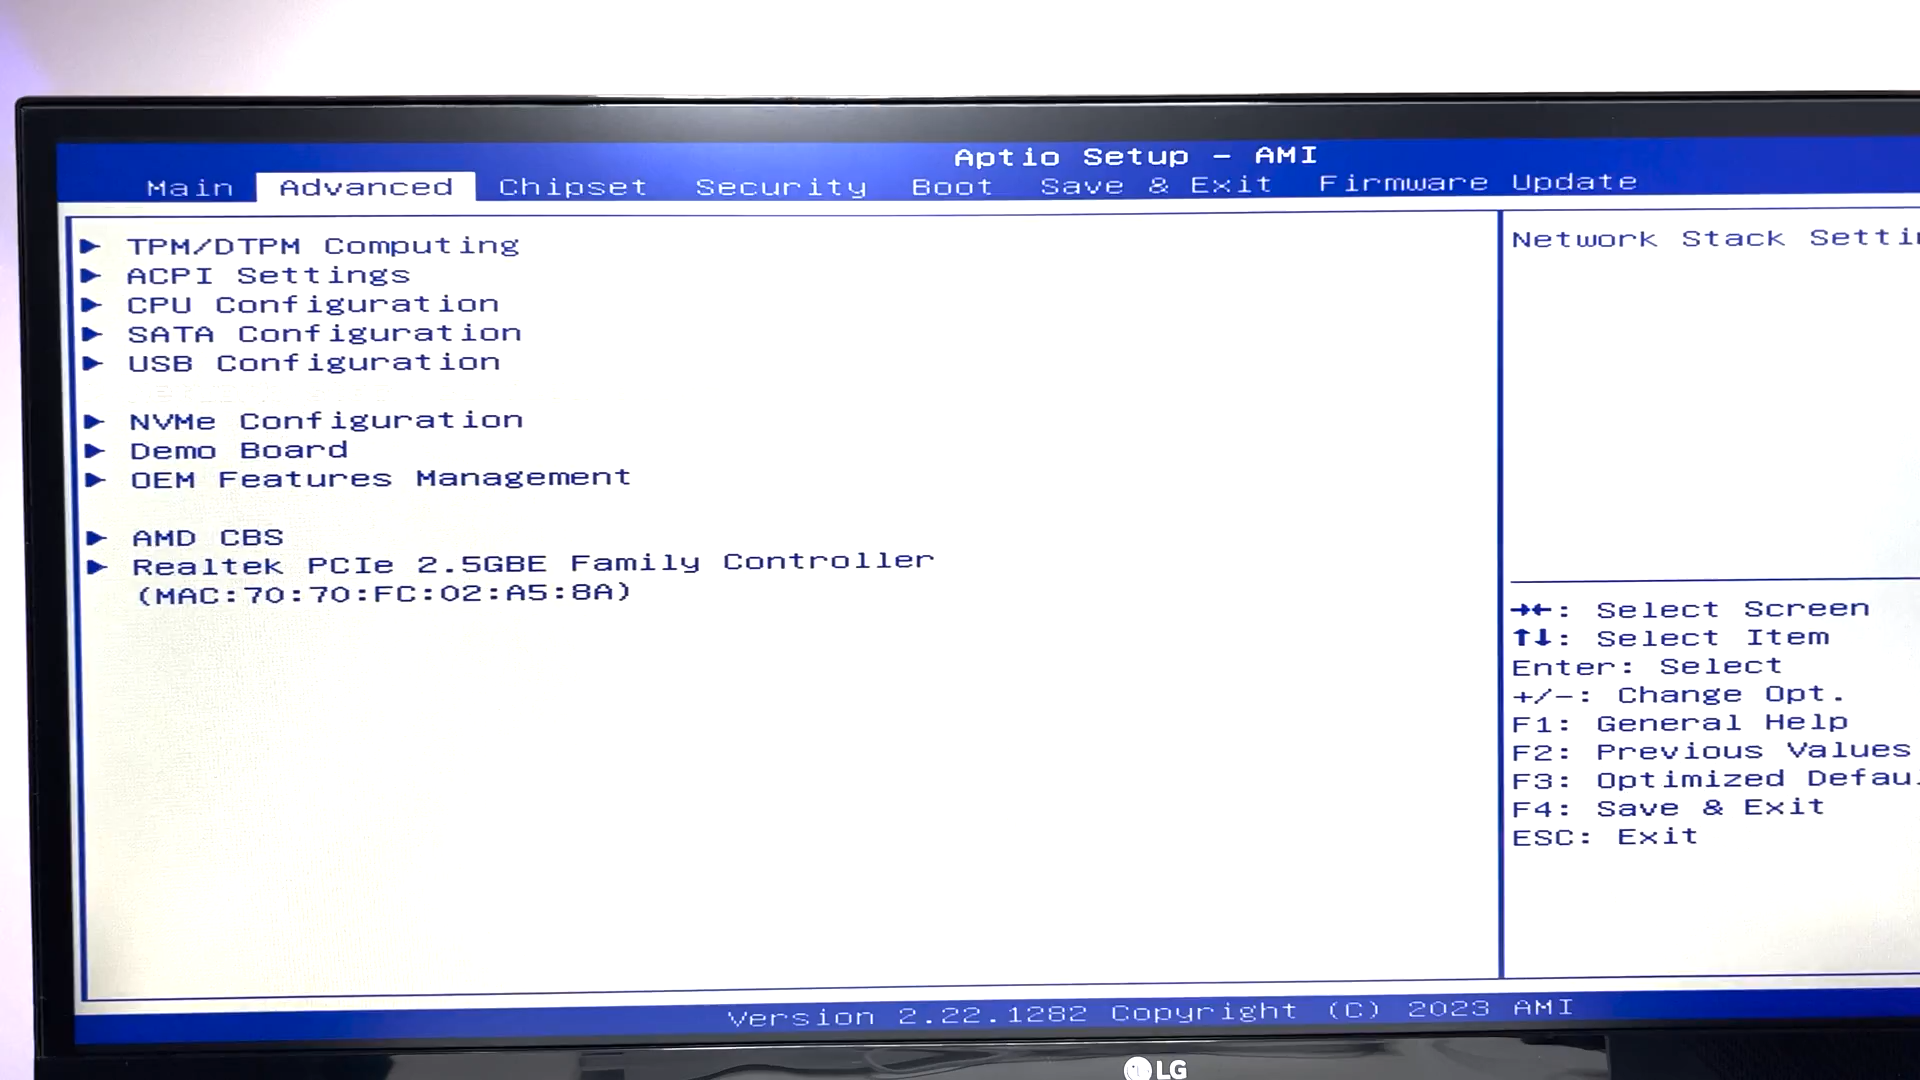 Aptio Setup - AMI
Main Advanced Chipset Security Boot Save & Exit Firmware Update
TPM/DTPM Computing
ACPI Settings
CPU Configuration
SATA Configuration
USB Configuration
NVMe Configuration
Demo Board
OEM Features Management
AMD CBS
Realtek PCIe 2.5GBE Family Controller
(MAC:70:70:FC:02:A5:8A)
Network Stack
→←: Select Screen
↑↓: Select Item
Enter: Select
+/-: Change Opt.
F1: General Help
F2: Previous Values
F3: Optimized
F4: Save & Exit
ESC: Exit
Version 2.22.1282 Copyright (C) 2023 AMI
LG